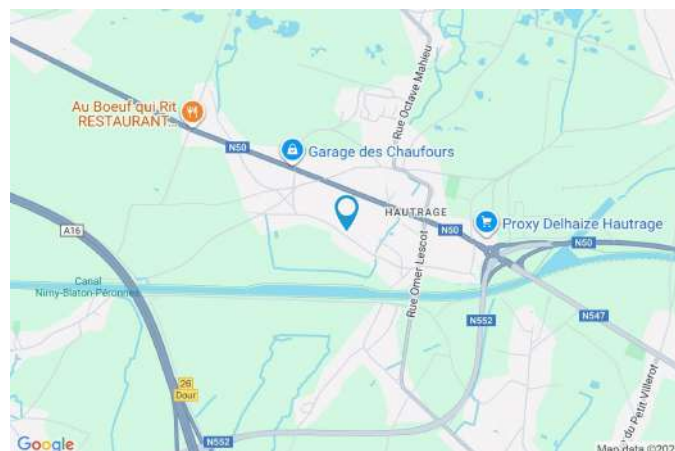 Au Boeuf qui Rit
RESTAURANT...
N50
Garage des Chaufours
Rue Octave Mahieu
HAUTRAGE
Proxy Delhaize Hautrage
N50
N50
A16
Canal
Nimy-Blaton-Péronnes
Rue Omer Lescot
N552
N547
26
Dour
N552
du Petit Villerot
Google
Map data ©202